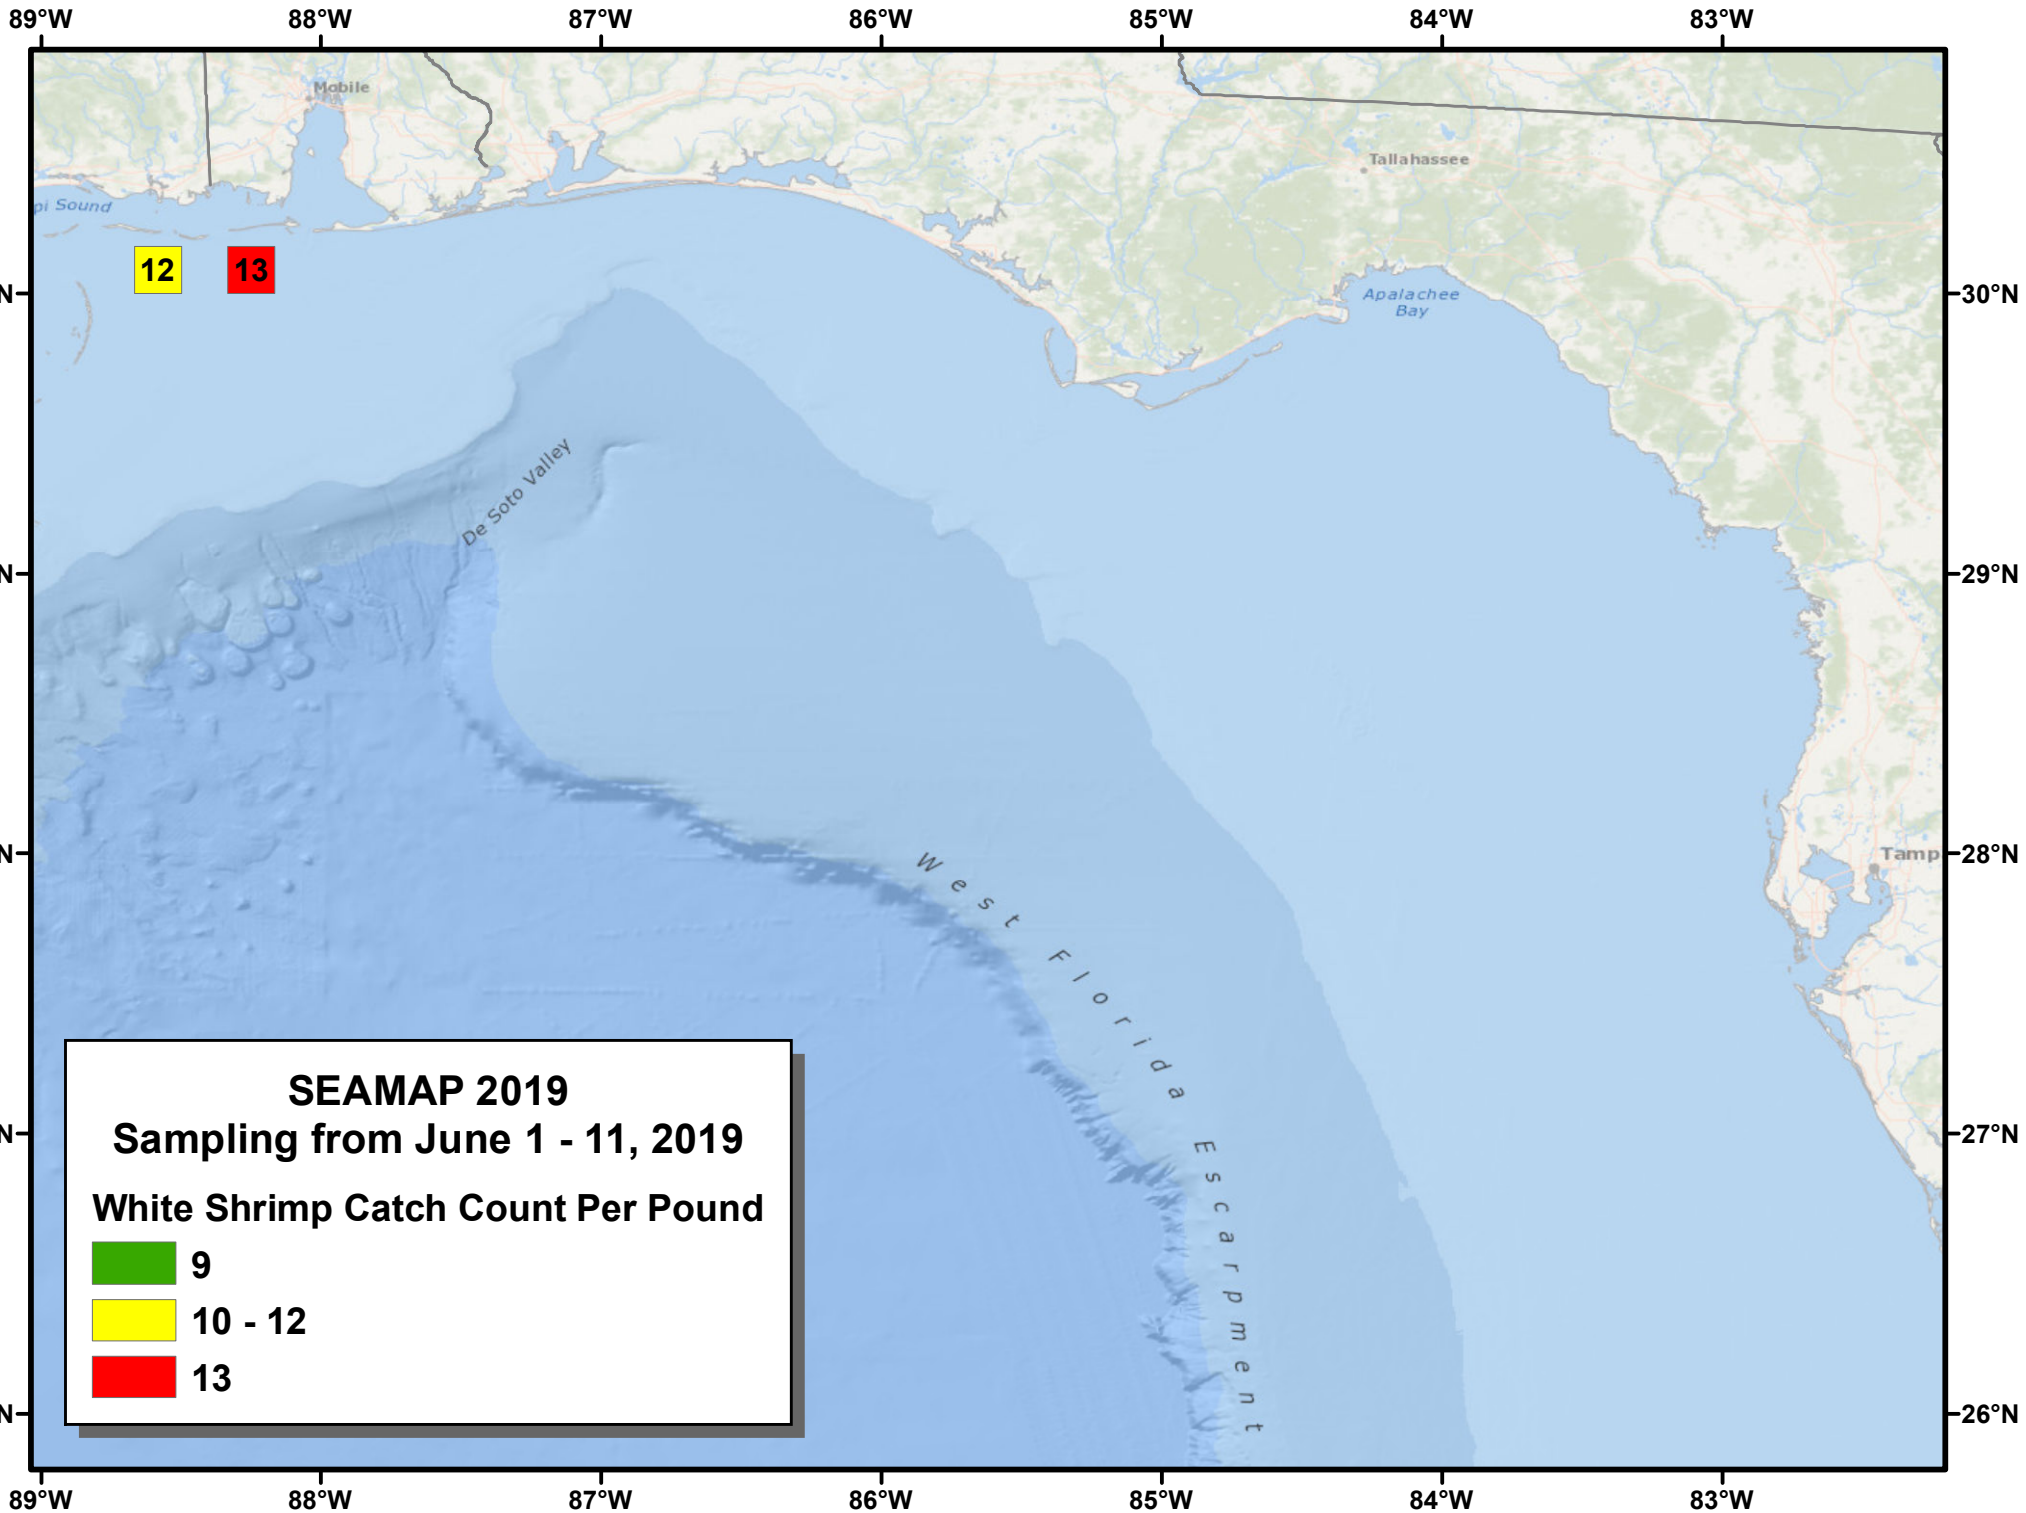 89°W 88°W 87°W 86°W 85°W 84°W 83°W
Mobile
Tallahassee
pi Sound
12 13
N 30°N
Apalachee
Bay
De Soto Valley
N 29°N
N 28°N
Tamp
West Florida Escarpment
N 27°N
SEAMAP 2019
Sampling from June 1 - 11, 2019
White Shrimp Catch Count Per Pound
9
10 - 12
13
N 26°N
89°W 88°W 87°W 86°W 85°W 84°W 83°W